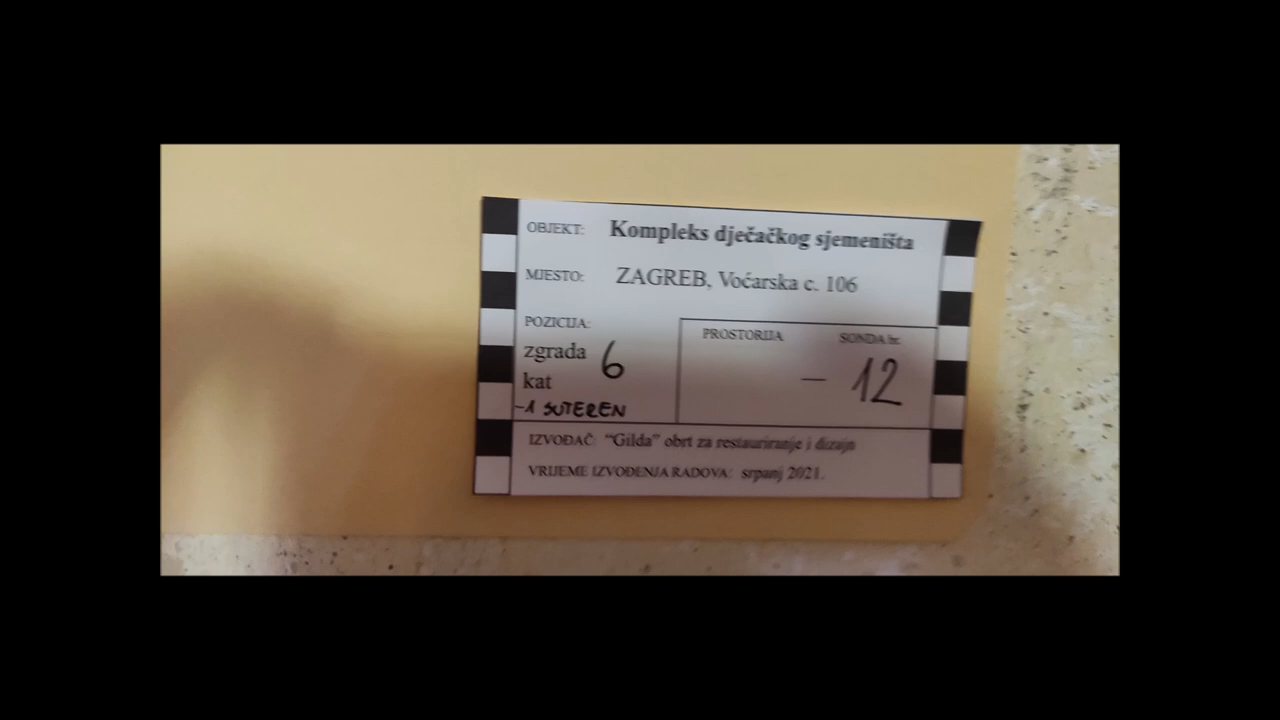 OBJEKT: Kompleks dječačkog sjemeništa
MJESTO: ZAGREB, Voćarska c. 106
POZICIJA:
zgrada 6
kat
-1 SUTEREN
PROSTORIJA SONDA br.
– 12
IZVOĐAČ: "Gilda" obrt za restauriranje i dizajn
VRIJEME IZVOĐENJA RADOVA: srpanj 2021.